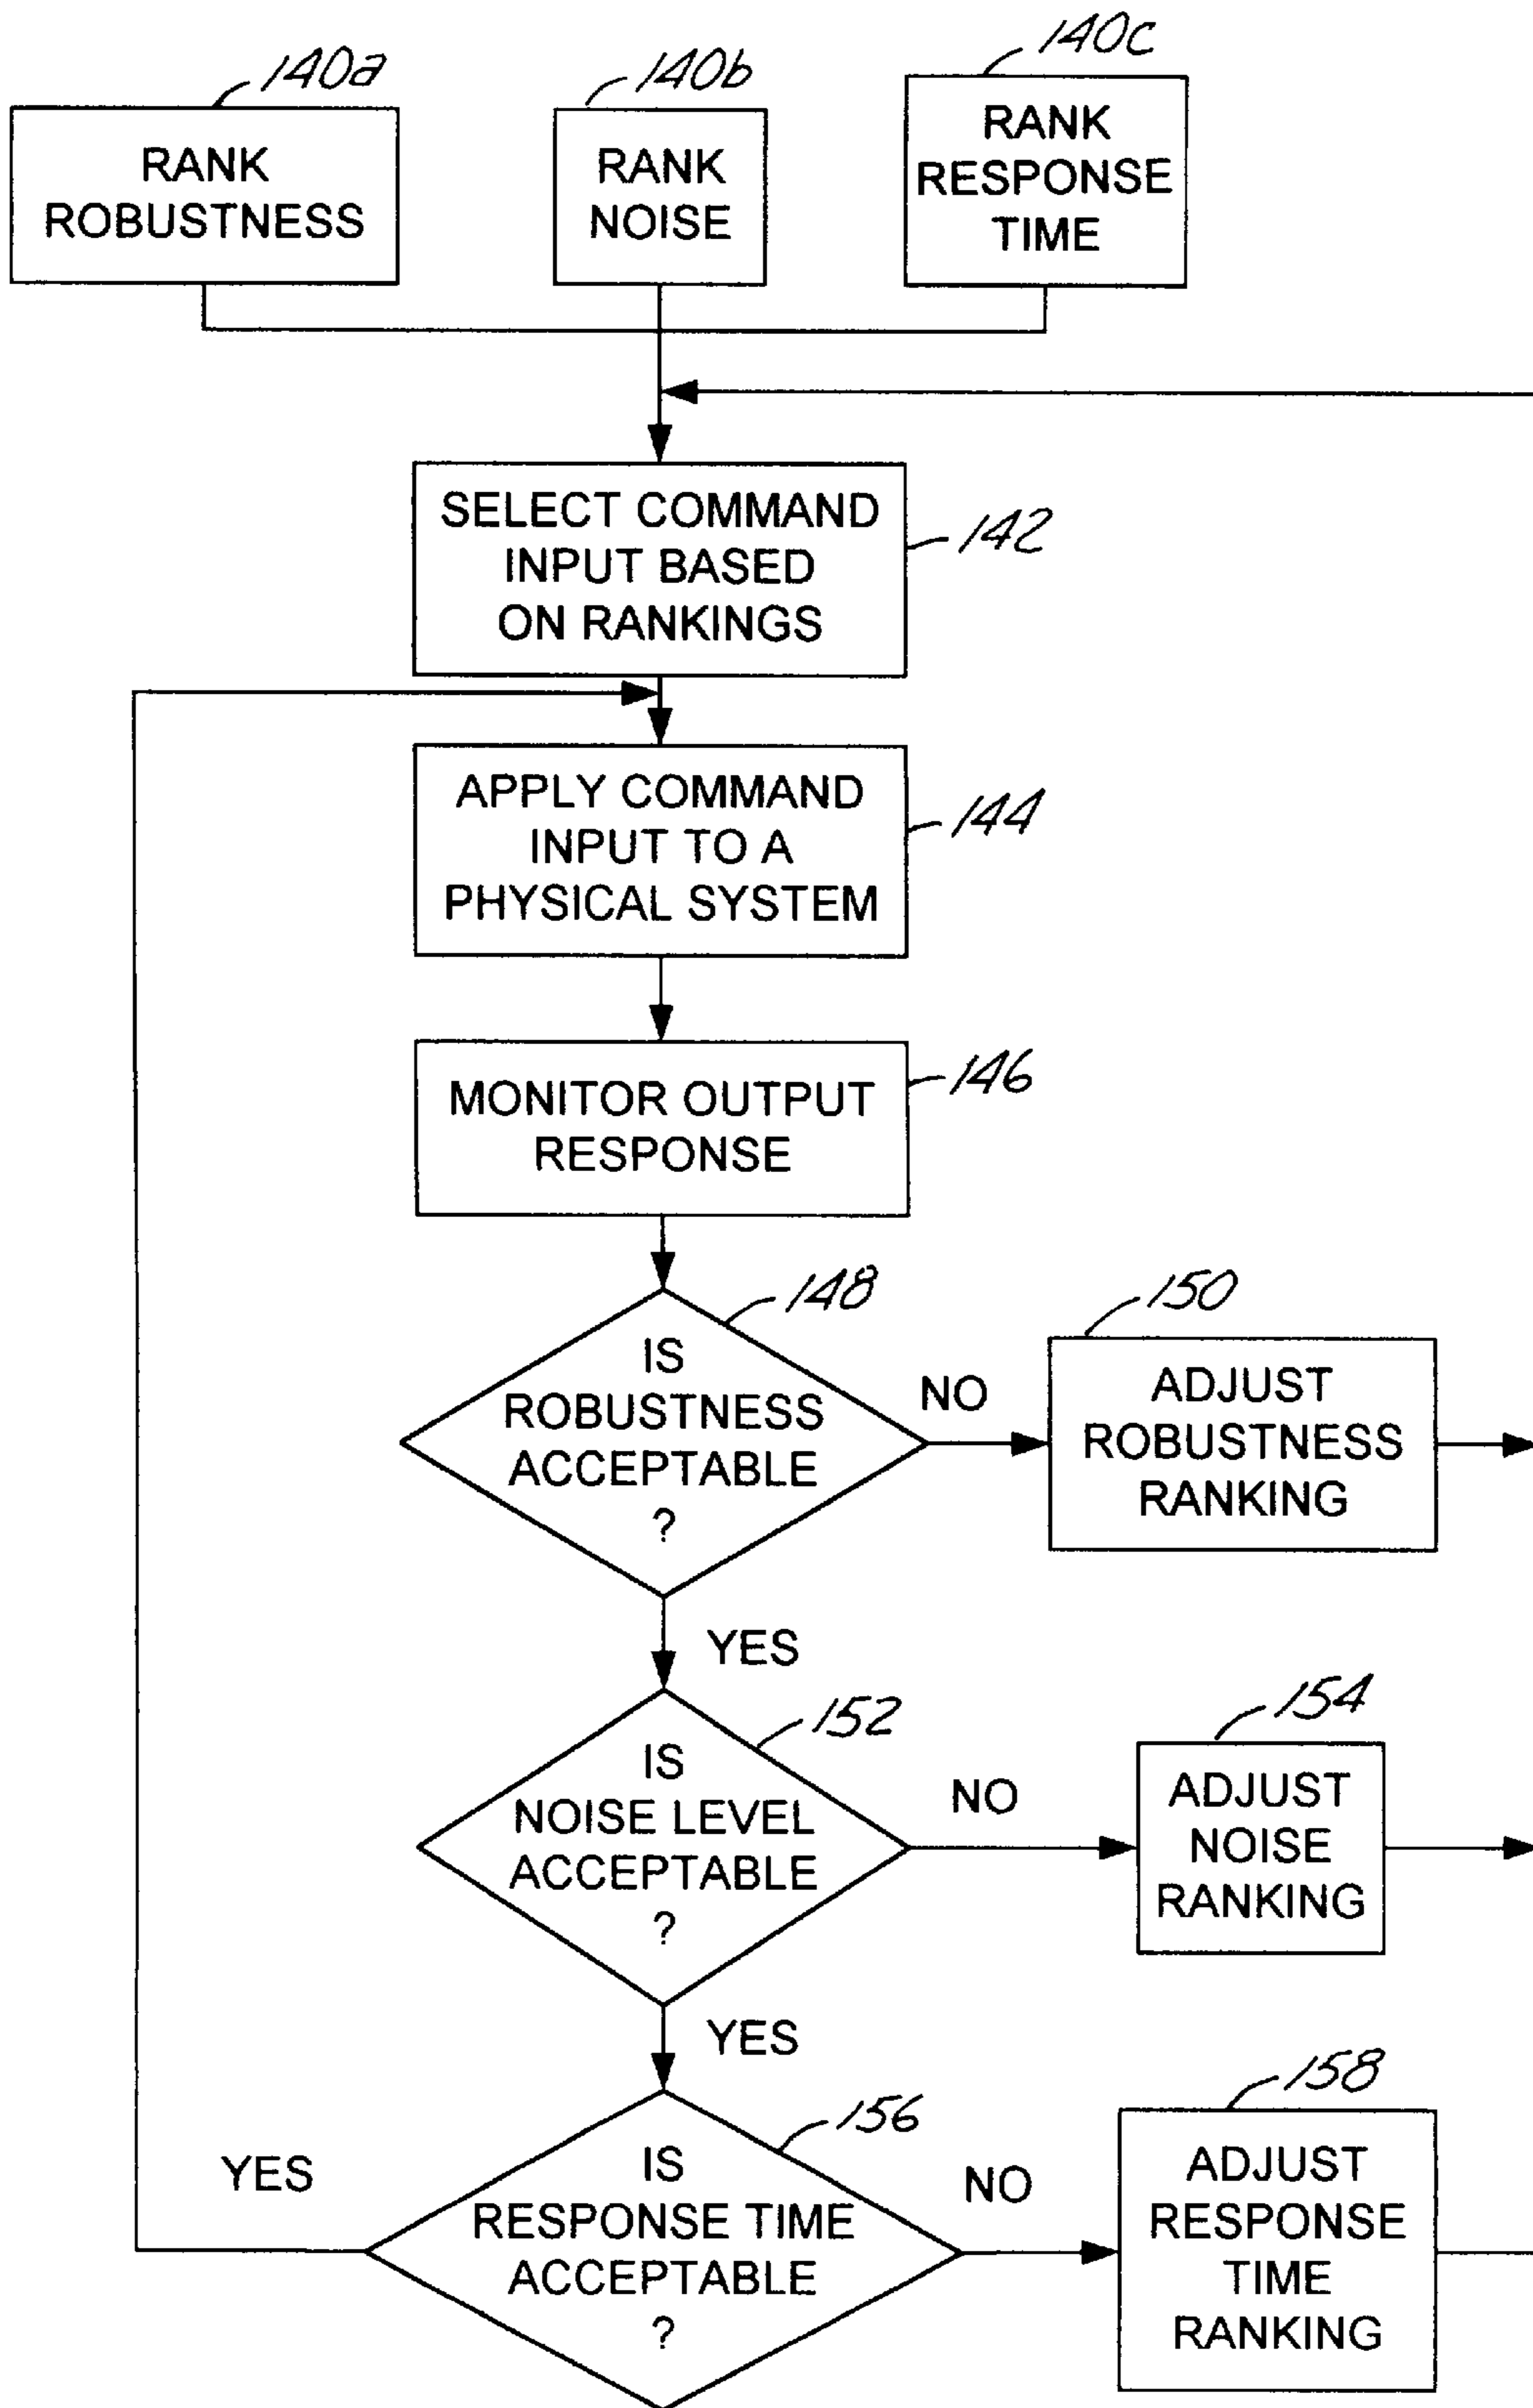 140a
RANK
ROBUSTNESS
140b
RANK
NOISE
140c
RANK
RESPONSE
TIME
SELECT COMMAND
INPUT BASED
ON RANKINGS
142
APPLY COMMAND
INPUT TO A
PHYSICAL SYSTEM
144
MONITOR OUTPUT
RESPONSE
146
IS
ROBUSTNESS
ACCEPTABLE
?
148
NO
150
ADJUST
ROBUSTNESS
RANKING
YES
IS
NOISE LEVEL
ACCEPTABLE
?
152
NO
154
ADJUST
NOISE
RANKING
YES
IS
RESPONSE TIME
ACCEPTABLE
?
156
YES
NO
158
ADJUST
RESPONSE
TIME
RANKING